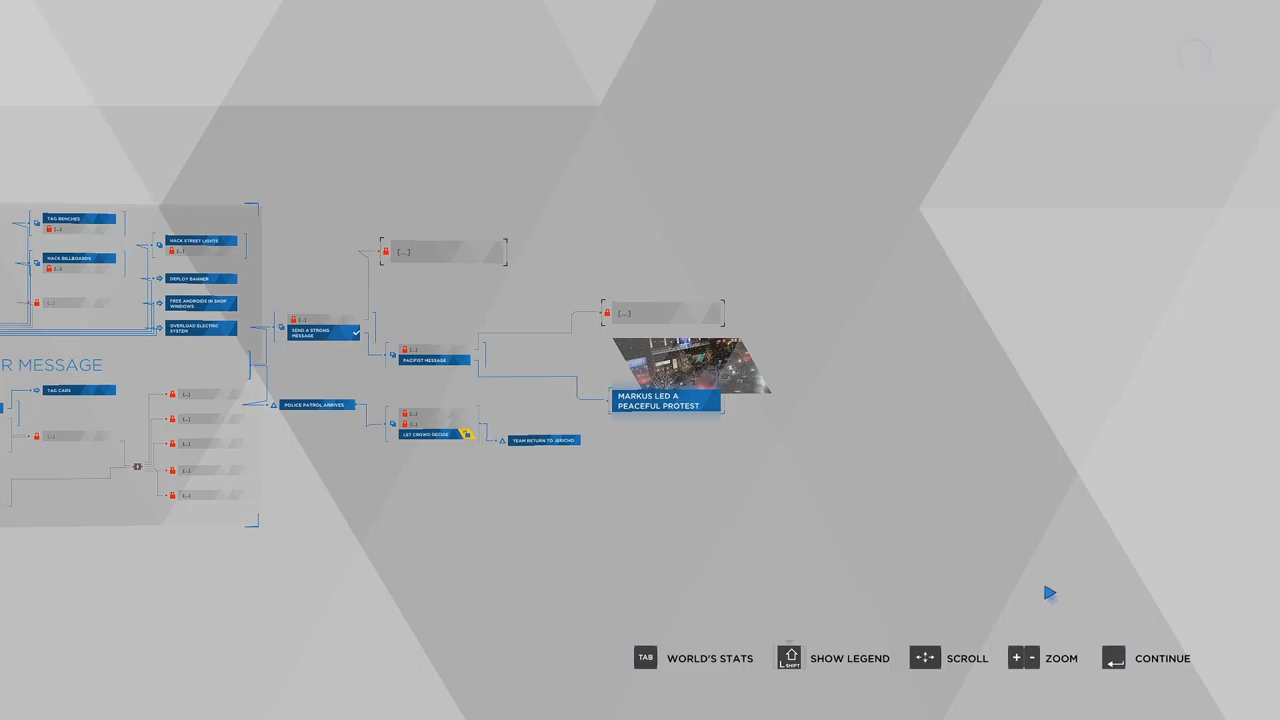 TAG BENCHES
[...]
HACK BILLBOARDS
[...]
[...]
HACK STREET LIGHTS
[...]
DEPLOY BANNER
FREE ANDROIDS IN SHOP
WINDOWS
OVERLOAD ELECTRIC
SYSTEM
R MESSAGE
TAG CARS
[...]
[...]
[...]
[...]
[...]
[...]
[...]
[...]
SEND A STRONG
MESSAGE
POLICE PATROL ARRIVES
[...]
PACIFIST MESSAGE
[...]
[...]
LET CROWD DECIDE
TEAM RETURN TO JERICHO
[...]
[...]
MARKUS LED A
PEACEFUL PROTEST
TAB WORLD'S STATS
L SHIFT SHOW LEGEND
SCROLL
+ - ZOOM
CONTINUE